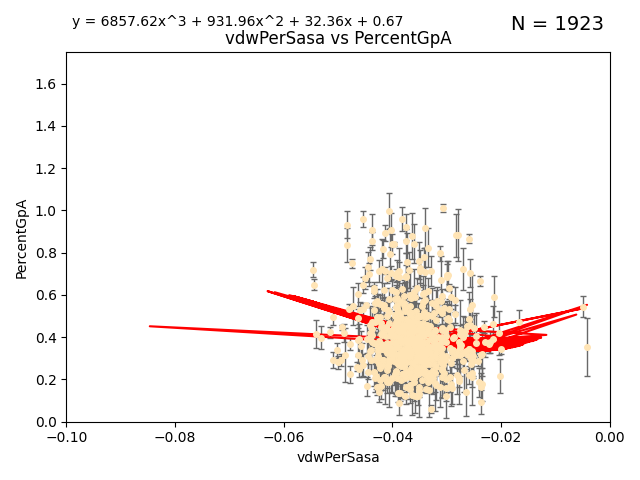 y = 6857.62x^3 + 931.96x^2 + 32.36x + 0.67
N = 1923
vdwPerSasa vs PercentGpA
1.6
1.4
1.2
1.0
0.8
0.6
0.4
0.2
0.0
PercentGpA
−0.10 −0.08 −0.06 −0.04 −0.02 0.00
vdwPerSasa